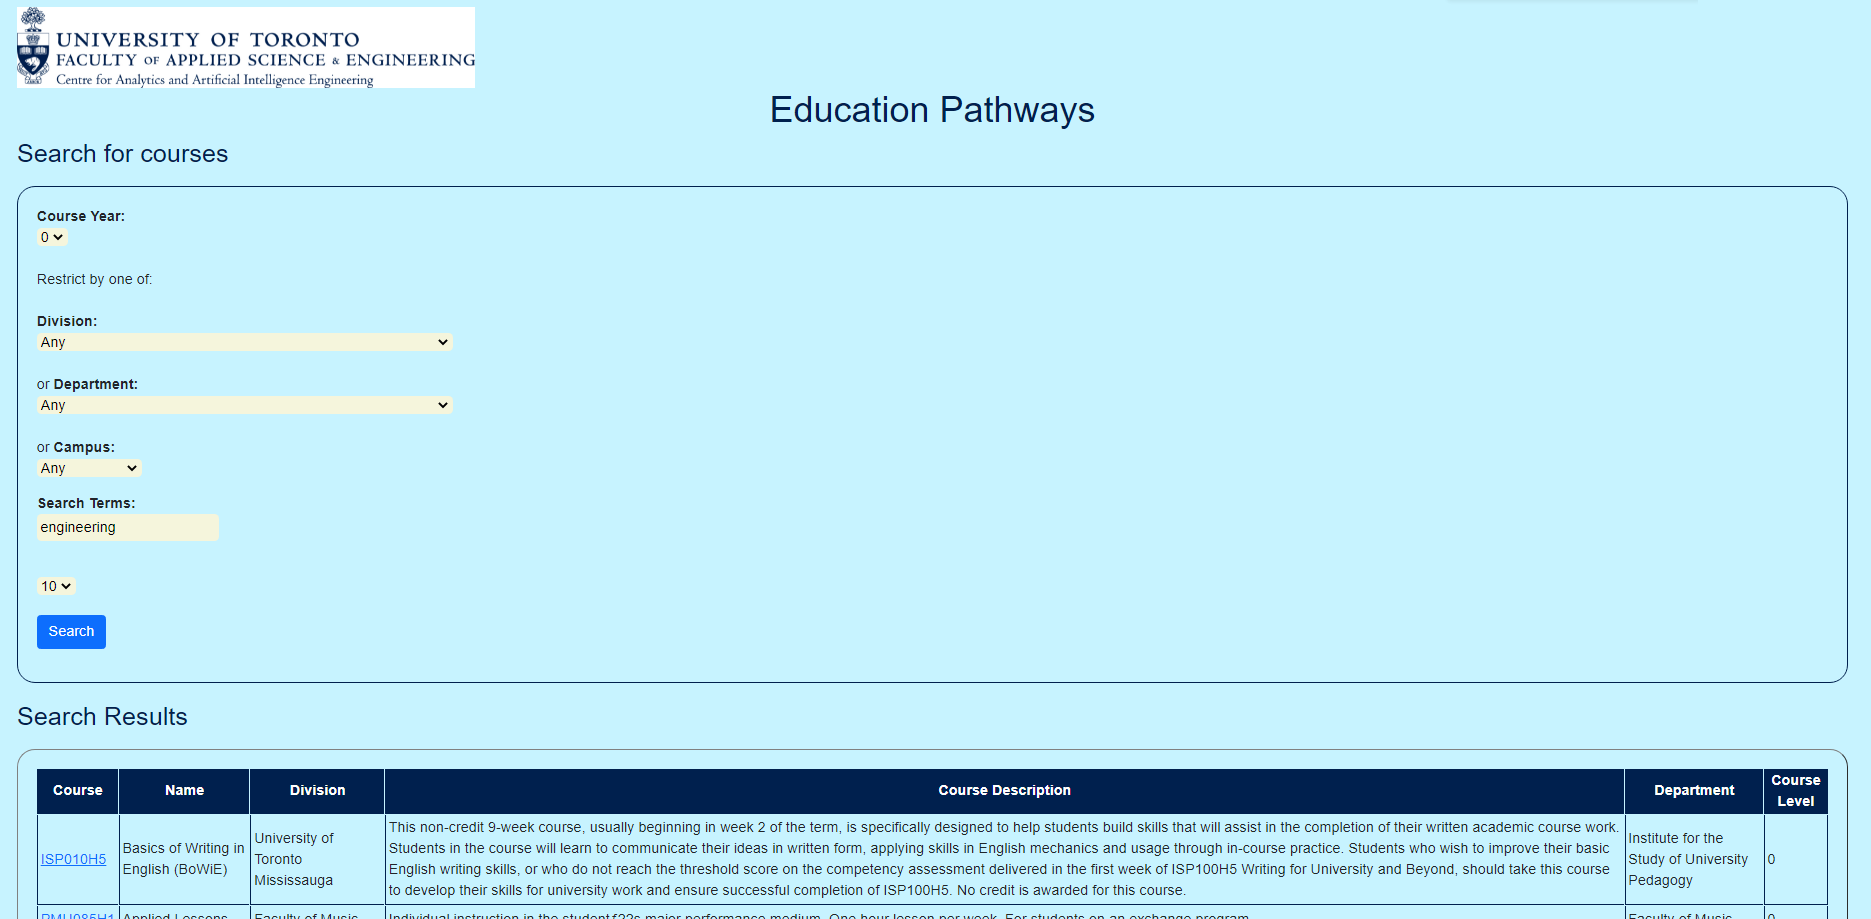 UNIVERSITY OF TORONTO
FACULTY OF APPLIED SCIENCE & ENGINEERING
Centre for Analytics and Artificial Intelligence Engineering
Education Pathways
Search for courses
Course Year:
0
Restrict by one of:
Division:
Any
or Department:
Any
or Campus:
Any
Search Terms:
engineering
10
Search
Search Results
Course Name Division Course Description Department Course Level
ISP010H5
Basics of Writing in
English (BoWiE)
University of
Toronto
Mississauga
This non-credit 9-week course, usually beginning in week 2 of the term, is specifically designed to help students build skills that will assist in the completion of their written academic course work.
Students in the course will learn to communicate their ideas in written form, applying skills in English mechanics and usage through in-course practice. Students who wish to improve their basic
English writing skills, or who do not reach the threshold score on the competency assessment delivered in the first week of ISP100H5 Writing for University and Beyond, should take this course
to develop their skills for university work and ensure successful completion of ISP100H5. No credit is awarded for this course.
Institute for the
Study of University
Pedagogy
0
PMU085H1 Applied Lessons Faculty of Music Individual instruction in the studentƒ22s major performance medium. One hour lesson per week. For students on an exchange program. Faculty of Music 0